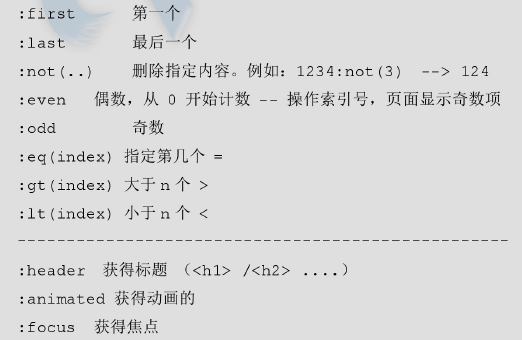 :first 第一个
:last 最后一个
:not(..) 删除指定内容。例如：1234:not(3) --> 124
:even 偶数，从 0 开始计数 -- 操作索引号，页面显示奇数项
:odd 奇数
:eq(index) 指定第几个 =
:gt(index) 大于n个 >
:lt(index) 小于n个 <
--------------------------------------------------
:header 获得标题 （<h1> /<h2> ....）
:animated 获得动画的
:focus 获得焦点